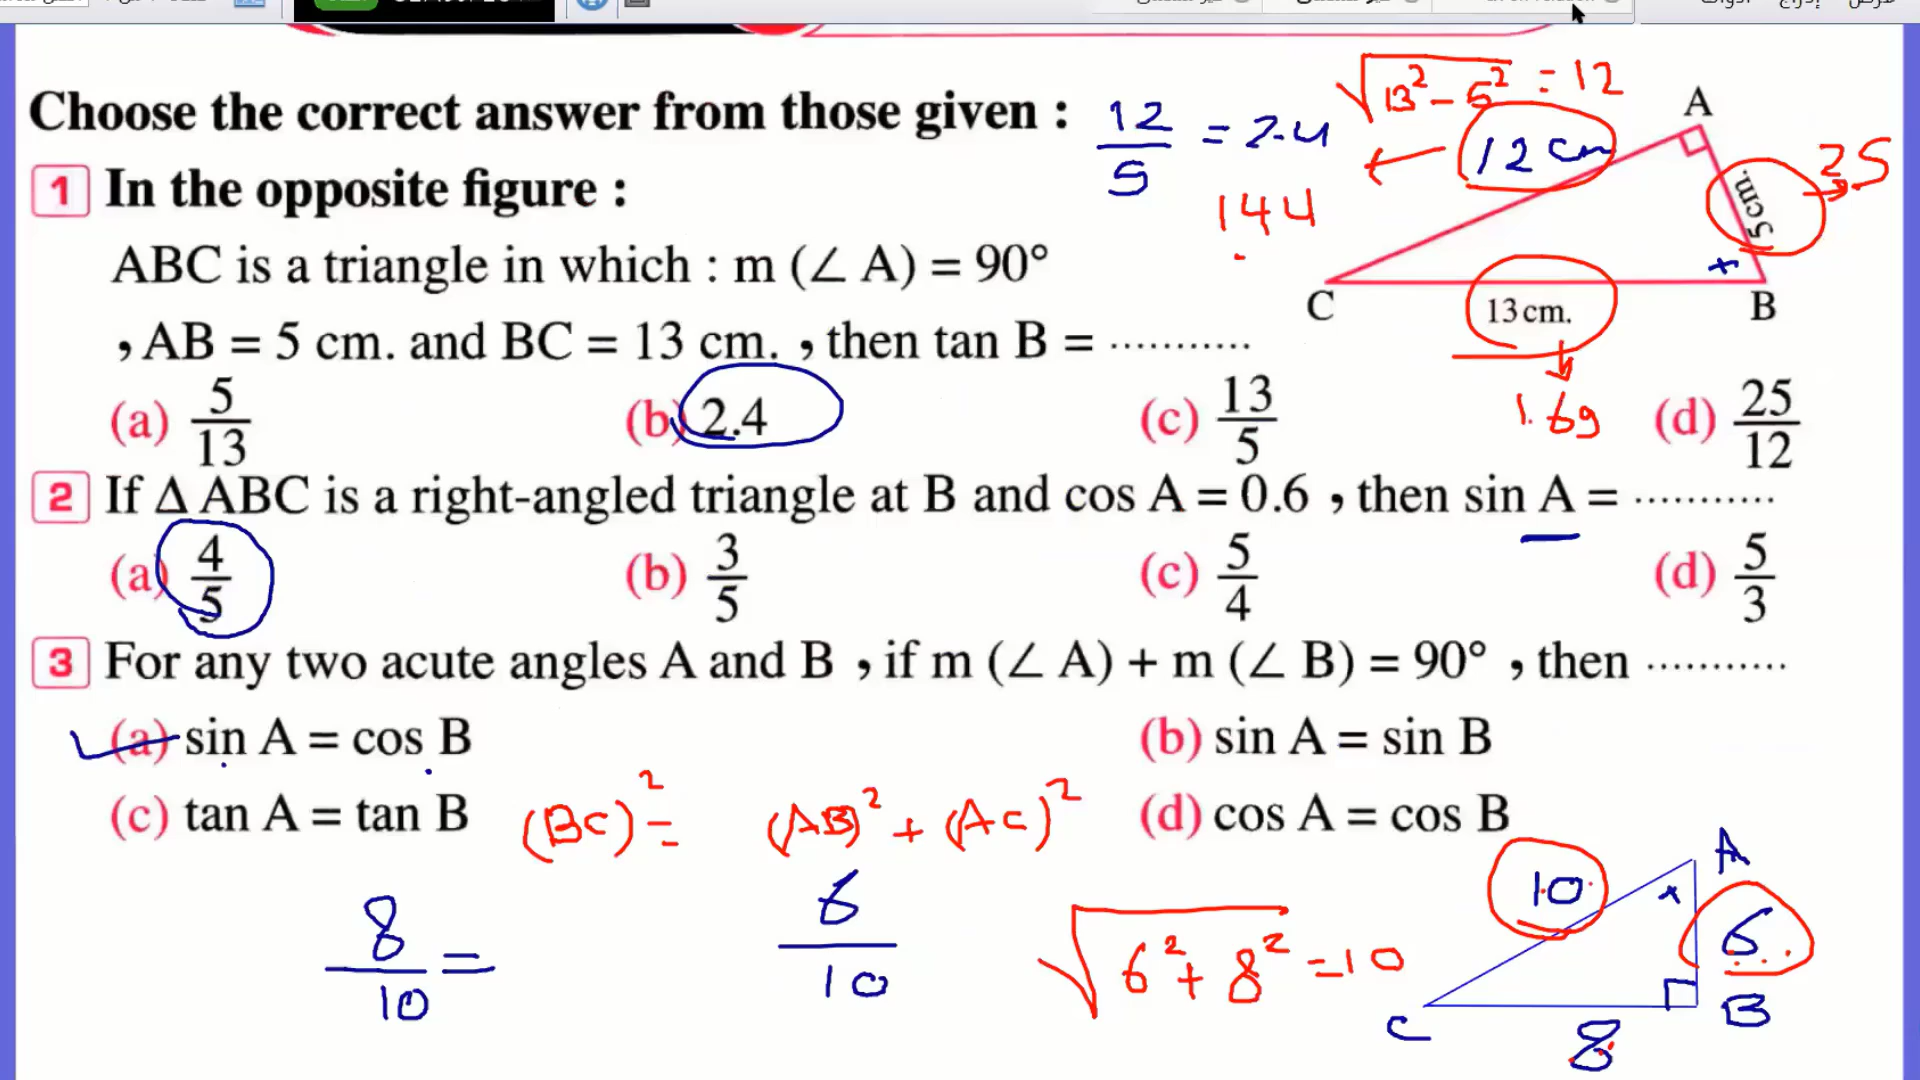 Choose the correct answer from those given :
12/5 = 2.4
√13² - 5² = 12
12 cm
144
25
A
5 cm.
C
13 cm.
B
169
1 In the opposite figure :
ABC is a triangle in which : m (∠ A) = 90°
, AB = 5 cm. and BC = 13 cm. , then tan B = ...........
(a) 5/13 (b) 2.4 (c) 13/5 (d) 25/12
2 If Δ ABC is a right-angled triangle at B and cos A = 0.6 , then sin A = ...........
(a) 4/5 (b) 3/5 (c) 5/4 (d) 5/3
3 For any two acute angles A and B , if m (∠ A) + m (∠ B) = 90° , then ...........
(a) sin A = cos B (b) sin A = sin B
(c) tan A = tan B (d) cos A = cos B
(BC)² = (AB)² + (AC)²
8/10 =
6/10
√6² + 8² = 10
A
10
6
C
B
8